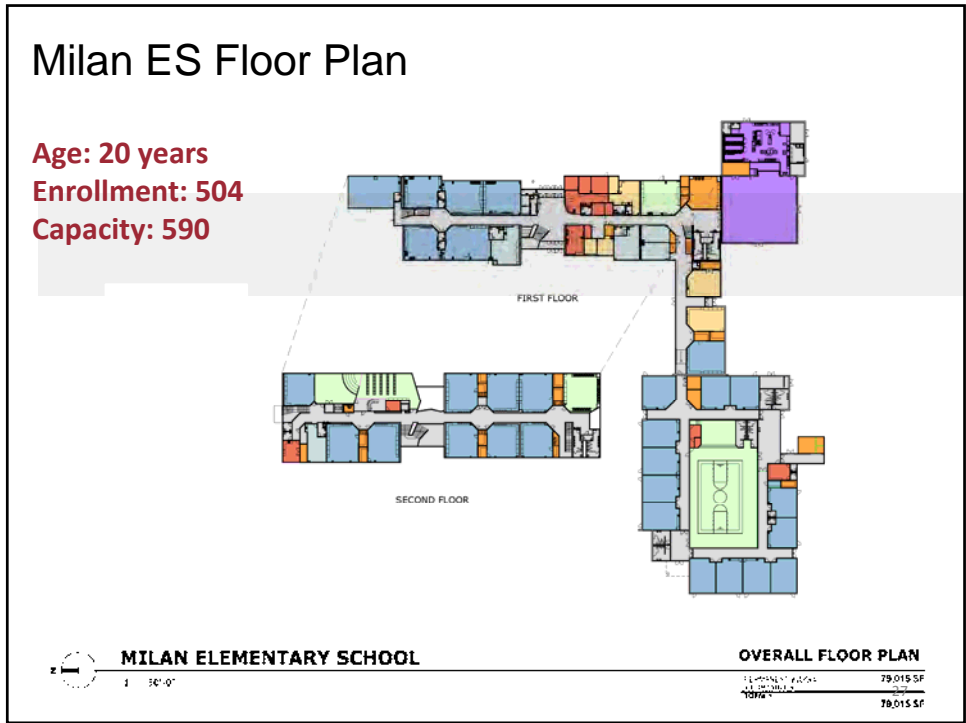 Milan ES Floor Plan
Age: 20 years
Enrollment: 504
Capacity: 590
FIRST FLOOR
SECOND FLOOR
N
MILAN ELEMENTARY SCHOOL
OVERALL FLOOR PLAN
79,015 SF
27
79,015 SF